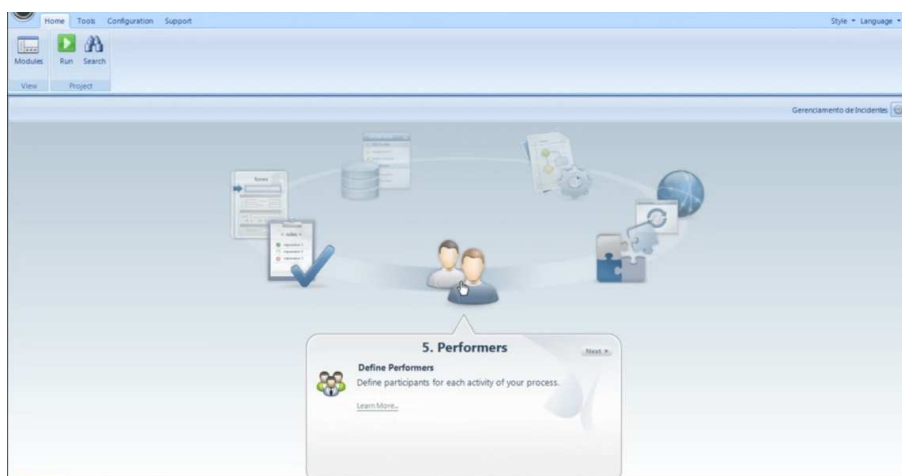 Home Tools Configuration Support
Style Language
Modules Run Search
View Project
Gerenciamento de Incidentes
5. Performers
Next
Define Performers
Define participants for each activity of your process.
Learn More...